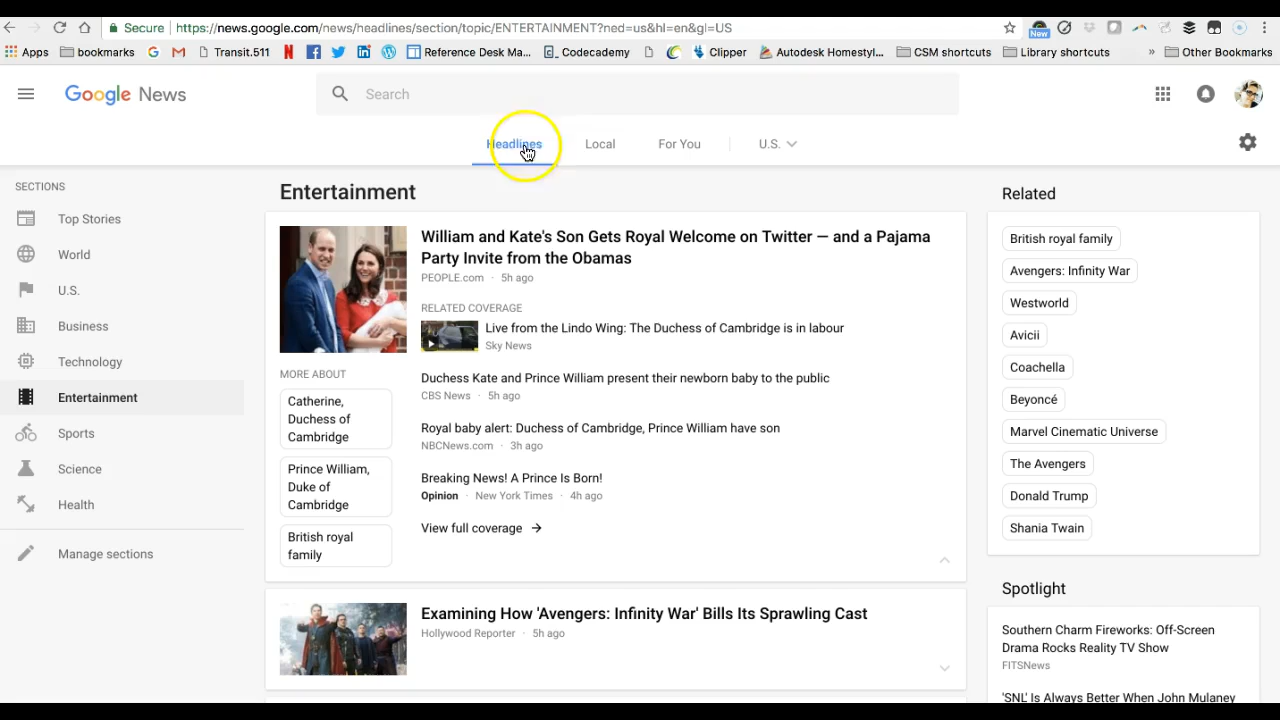 Secure https://news.google.com/news/headlines/section/topic/ENTERTAINMENT?ned=us&hl=en&gl=US
New
Apps bookmarks Transit.511 Reference Desk Ma... Codecademy Clipper Autodesk Homestyl... CSM shortcuts Library shortcuts » Other Bookmarks
Google News
Search
Headlines Local For You U.S.
SECTIONS
Top Stories
World
U.S.
Business
Technology
Entertainment
Sports
Science
Health
Manage sections
Entertainment
William and Kate's Son Gets Royal Welcome on Twitter — and a Pajama
Party Invite from the Obamas
PEOPLE.com · 5h ago
RELATED COVERAGE
Live from the Lindo Wing: The Duchess of Cambridge is in labour
Sky News
MORE ABOUT
Catherine,
Duchess of
Cambridge
Prince William,
Duke of
Cambridge
British royal
family
Duchess Kate and Prince William present their newborn baby to the public
CBS News · 5h ago
Royal baby alert: Duchess of Cambridge, Prince William have son
NBCNews.com · 3h ago
Breaking News! A Prince Is Born!
Opinion · New York Times · 4h ago
View full coverage →
Examining How 'Avengers: Infinity War' Bills Its Sprawling Cast
Hollywood Reporter · 5h ago
Related
British royal family
Avengers: Infinity War
Westworld
Avicii
Coachella
Beyoncé
Marvel Cinematic Universe
The Avengers
Donald Trump
Shania Twain
Spotlight
Southern Charm Fireworks: Off-Screen
Drama Rocks Reality TV Show
FITSNews
'SNL' Is Always Better When John Mulaney